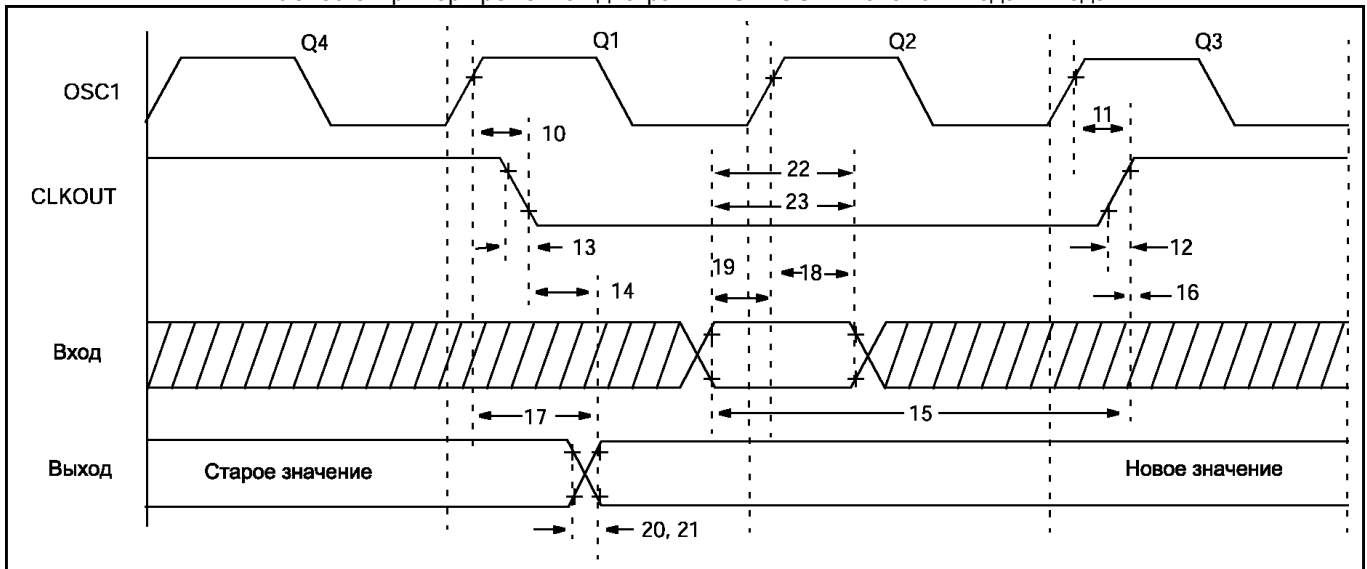 Q4 Q1 Q2 Q3
OSC1
10
11
CLKOUT
22
23
13
12
19
18
14
16
Вход
17
15
Выход
Старое значение
Новое значение
20, 21